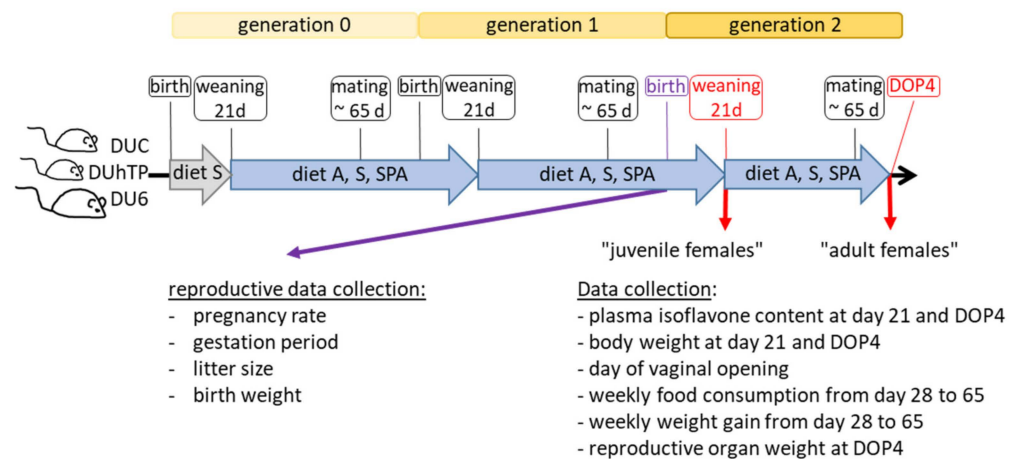 generation 0 generation 1 generation 2
birth weaning 21d mating ~ 65 d birth weaning 21d mating ~ 65 d birth weaning 21d mating ~ 65 d DOP4
DUC
DUhTP
DU6
diet S diet A, S, SPA diet A, S, SPA diet A, S, SPA
"juvenile females" "adult females"
reproductive data collection:
- pregnancy rate
- gestation period
- litter size
- birth weight
Data collection:
- plasma isoflavone content at day 21 and DOP4
- body weight at day 21 and DOP4
- day of vaginal opening
- weekly food consumption from day 28 to 65
- weekly weight gain from day 28 to 65
- reproductive organ weight at DOP4